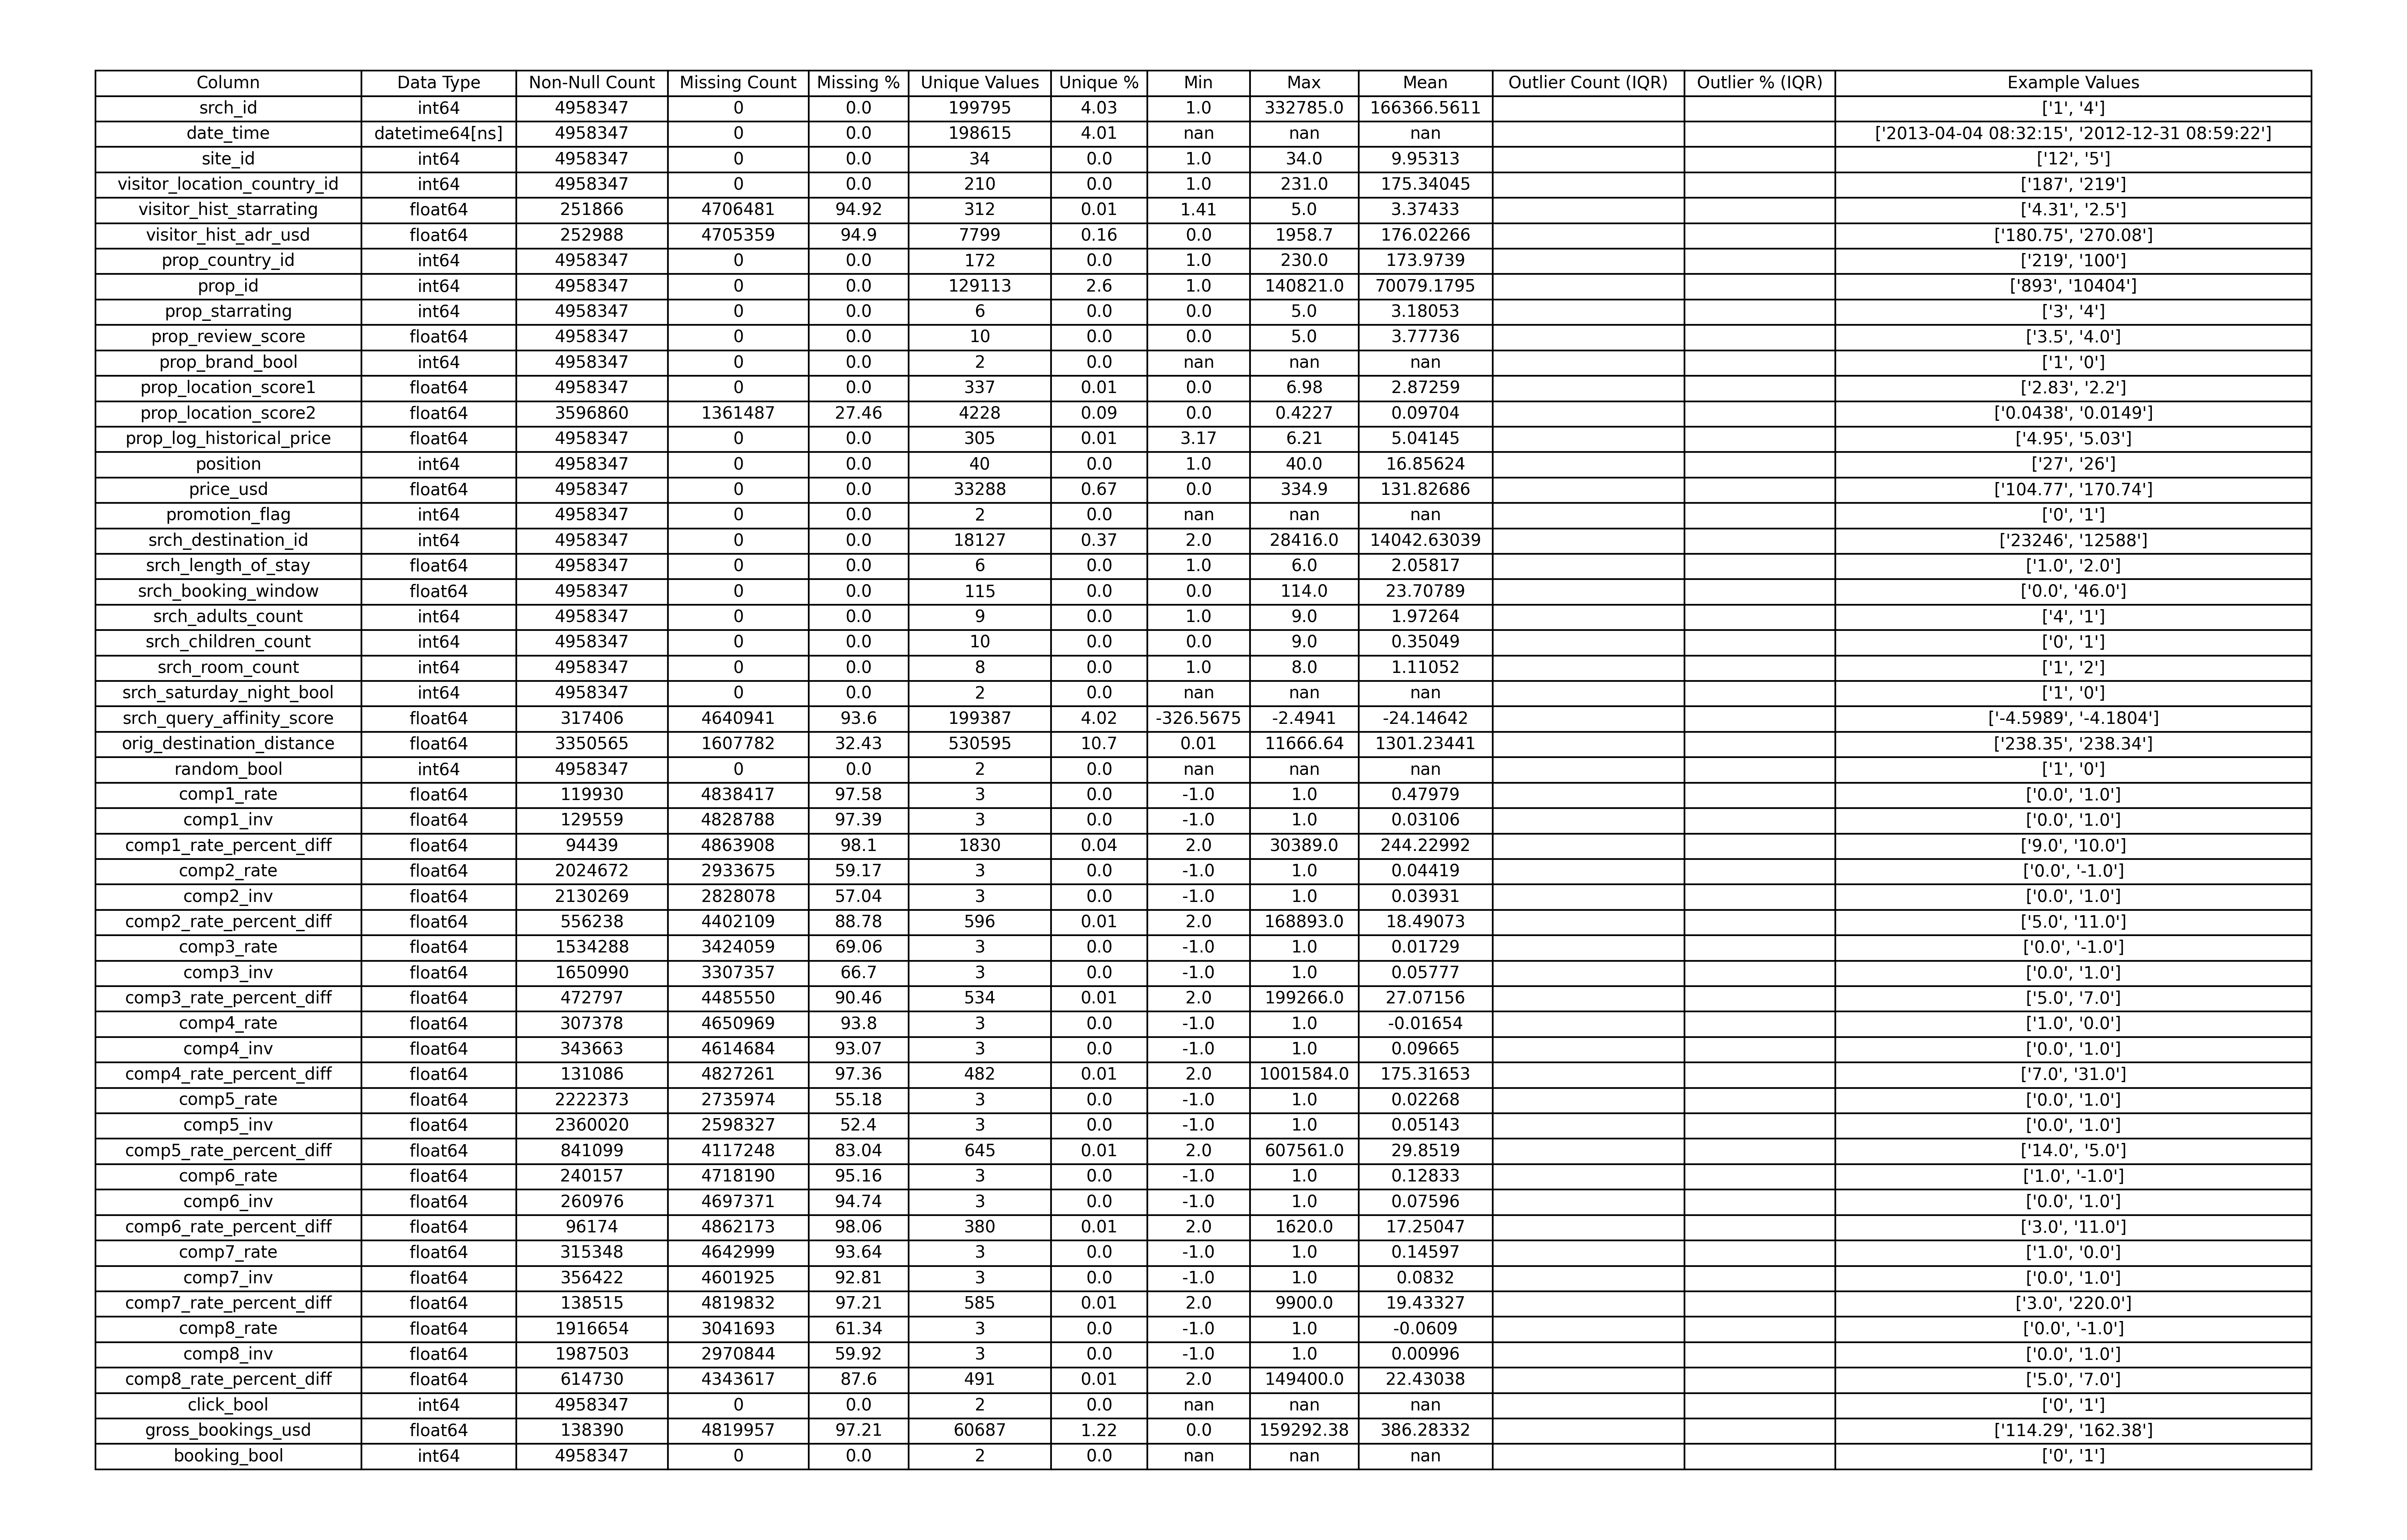 Column Data Type Non-Null Count Missing Count Missing % Unique Values Unique % Min Max Mean Outlier Count (IQR) Outlier % (IQR) Example Values
srch_id int64 4958347 0 0.0 199795 4.03 1.0 332785.0 166366.5611 ['1', '4']
date_time datetime64[ns] 4958347 0 0.0 198615 4.01 nan nan nan ['2013-04-04 08:32:15', '2012-12-31 08:59:22']
site_id int64 4958347 0 0.0 34 0.0 1.0 34.0 9.95313 ['12', '5']
visitor_location_country_id int64 4958347 0 0.0 210 0.0 1.0 231.0 175.34045 ['187', '219']
visitor_hist_starrating float64 251866 4706481 94.92 312 0.01 1.41 5.0 3.37433 ['4.31', '2.5']
visitor_hist_adr_usd float64 252988 4705359 94.9 7799 0.16 0.0 1958.7 176.02266 ['180.75', '270.08']
prop_country_id int64 4958347 0 0.0 172 0.0 1.0 230.0 173.9739 ['219', '100']
prop_id int64 4958347 0 0.0 129113 2.6 1.0 140821.0 70079.1795 ['893', '10404']
prop_starrating int64 4958347 0 0.0 6 0.0 0.0 5.0 3.18053 ['3', '4']
prop_review_score float64 4958347 0 0.0 10 0.0 0.0 5.0 3.77736 ['3.5', '4.0']
prop_brand_bool int64 4958347 0 0.0 2 0.0 nan nan nan ['1', '0']
prop_location_score1 float64 4958347 0 0.0 337 0.01 0.0 6.98 2.87259 ['2.83', '2.2']
prop_location_score2 float64 3596860 1361487 27.46 4228 0.09 0.0 0.4227 0.09704 ['0.0438', '0.0149']
prop_log_historical_price float64 4958347 0 0.0 305 0.01 3.17 6.21 5.04145 ['4.95', '5.03']
position int64 4958347 0 0.0 40 0.0 1.0 40.0 16.85624 ['27', '26']
price_usd float64 4958347 0 0.0 33288 0.67 0.0 334.9 131.82686 ['104.77', '170.74']
promotion_flag int64 4958347 0 0.0 2 0.0 nan nan nan ['0', '1']
srch_destination_id int64 4958347 0 0.0 18127 0.37 2.0 28416.0 14042.63039 ['23246', '12588']
srch_length_of_stay float64 4958347 0 0.0 6 0.0 1.0 6.0 2.05817 ['1.0', '2.0']
srch_booking_window float64 4958347 0 0.0 115 0.0 0.0 114.0 23.70789 ['0.0', '46.0']
srch_adults_count int64 4958347 0 0.0 9 0.0 1.0 9.0 1.97264 ['4', '1']
srch_children_count int64 4958347 0 0.0 10 0.0 0.0 9.0 0.35049 ['0', '1']
srch_room_count int64 4958347 0 0.0 8 0.0 1.0 8.0 1.11052 ['1', '2']
srch_saturday_night_bool int64 4958347 0 0.0 2 0.0 nan nan nan ['1', '0']
srch_query_affinity_score float64 317406 4640941 93.6 199387 4.02 -326.5675 -2.4941 -24.14642 ['-4.5989', '-4.1804']
orig_destination_distance float64 3350565 1607782 32.43 530595 10.7 0.01 11666.64 1301.23441 ['238.35', '238.34']
random_bool int64 4958347 0 0.0 2 0.0 nan nan nan ['1', '0']
comp1_rate float64 119930 4838417 97.58 3 0.0 -1.0 1.0 0.47979 ['0.0', '1.0']
comp1_inv float64 129559 4828788 97.39 3 0.0 -1.0 1.0 0.03106 ['0.0', '1.0']
comp1_rate_percent_diff float64 94439 4863908 98.1 1830 0.04 2.0 30389.0 244.22992 ['9.0', '10.0']
comp2_rate float64 2024672 2933675 59.17 3 0.0 -1.0 1.0 0.04419 ['0.0', '-1.0']
comp2_inv float64 2130269 2828078 57.04 3 0.0 -1.0 1.0 0.03931 ['0.0', '1.0']
comp2_rate_percent_diff float64 556238 4402109 88.78 596 0.01 2.0 168893.0 18.49073 ['5.0', '11.0']
comp3_rate float64 1534288 3424059 69.06 3 0.0 -1.0 1.0 0.01729 ['0.0', '-1.0']
comp3_inv float64 1650990 3307357 66.7 3 0.0 -1.0 1.0 0.05777 ['0.0', '1.0']
comp3_rate_percent_diff float64 472797 4485550 90.46 534 0.01 2.0 199266.0 27.07156 ['5.0', '7.0']
comp4_rate float64 307378 4650969 93.8 3 0.0 -1.0 1.0 -0.01654 ['1.0', '0.0']
comp4_inv float64 343663 4614684 93.07 3 0.0 -1.0 1.0 0.09665 ['0.0', '1.0']
comp4_rate_percent_diff float64 131086 4827261 97.36 482 0.01 2.0 1001584.0 175.31653 ['7.0', '31.0']
comp5_rate float64 2222373 2735974 55.18 3 0.0 -1.0 1.0 0.02268 ['0.0', '1.0']
comp5_inv float64 2360020 2598327 52.4 3 0.0 -1.0 1.0 0.05143 ['0.0', '1.0']
comp5_rate_percent_diff float64 841099 4117248 83.04 645 0.01 2.0 607561.0 29.8519 ['14.0', '5.0']
comp6_rate float64 240157 4718190 95.16 3 0.0 -1.0 1.0 0.12833 ['1.0', '-1.0']
comp6_inv float64 260976 4697371 94.74 3 0.0 -1.0 1.0 0.07596 ['0.0', '1.0']
comp6_rate_percent_diff float64 96174 4862173 98.06 380 0.01 2.0 1620.0 17.25047 ['3.0', '11.0']
comp7_rate float64 315348 4642999 93.64 3 0.0 -1.0 1.0 0.14597 ['1.0', '0.0']
comp7_inv float64 356422 4601925 92.81 3 0.0 -1.0 1.0 0.0832 ['0.0', '1.0']
comp7_rate_percent_diff float64 138515 4819832 97.21 585 0.01 2.0 9900.0 19.43327 ['3.0', '220.0']
comp8_rate float64 1916654 3041693 61.34 3 0.0 -1.0 1.0 -0.0609 ['0.0', '-1.0']
comp8_inv float64 1987503 2970844 59.92 3 0.0 -1.0 1.0 0.00996 ['0.0', '1.0']
comp8_rate_percent_diff float64 614730 4343617 87.6 491 0.01 2.0 149400.0 22.43038 ['5.0', '7.0']
click_bool int64 4958347 0 0.0 2 0.0 nan nan nan ['0', '1']
gross_bookings_usd float64 138390 4819957 97.21 60687 1.22 0.0 159292.38 386.28332 ['114.29', '162.38']
booking_bool int64 4958347 0 0.0 2 0.0 nan nan nan ['0', '1']